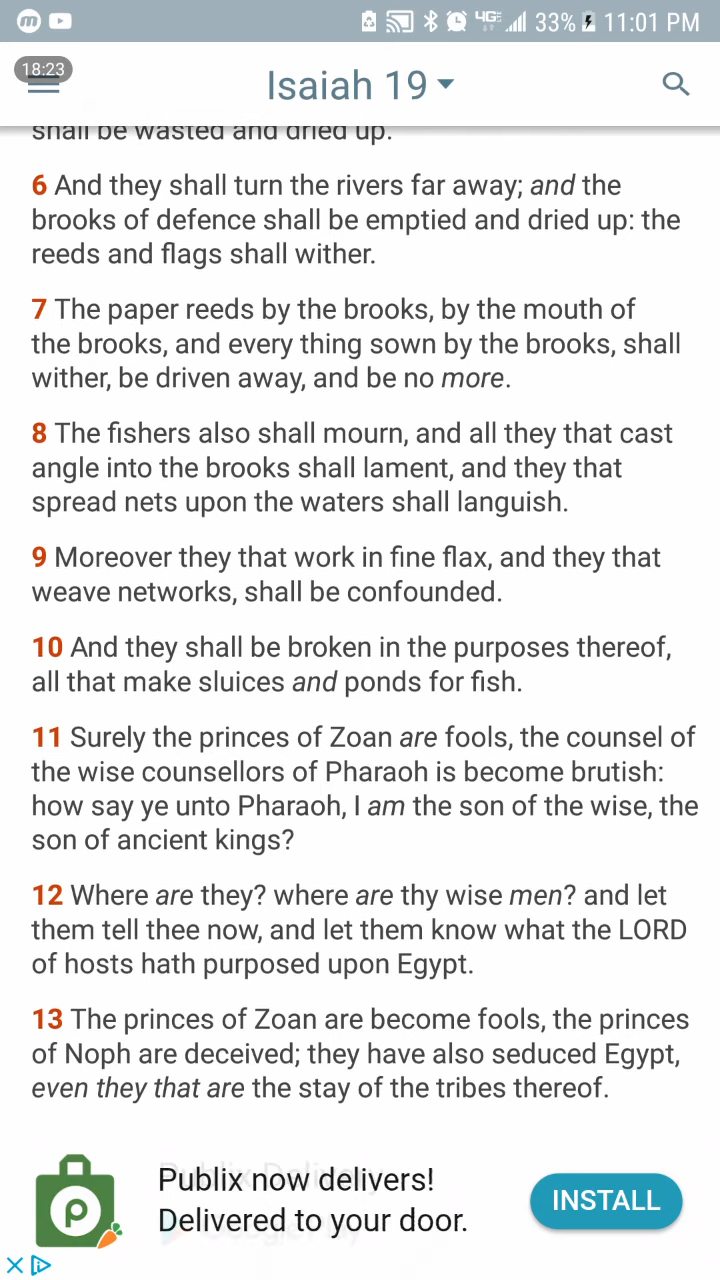 33% 11:01 PM
18:23
Isaiah 19
shall be wasted and dried up.
6 And they shall turn the rivers far away; and the
brooks of defence shall be emptied and dried up: the
reeds and flags shall wither.
7 The paper reeds by the brooks, by the mouth of
the brooks, and every thing sown by the brooks, shall
wither, be driven away, and be no more.
8 The fishers also shall mourn, and all they that cast
angle into the brooks shall lament, and they that
spread nets upon the waters shall languish.
9 Moreover they that work in fine flax, and they that
weave networks, shall be confounded.
10 And they shall be broken in the purposes thereof,
all that make sluices and ponds for fish.
11 Surely the princes of Zoan are fools, the counsel of
the wise counsellors of Pharaoh is become brutish:
how say ye unto Pharaoh, I am the son of the wise, the
son of ancient kings?
12 Where are they? where are thy wise men? and let
them tell thee now, and let them know what the LORD
of hosts hath purposed upon Egypt.
13 The princes of Zoan are become fools, the princes
of Noph are deceived; they have also seduced Egypt,
even they that are the stay of the tribes thereof.
Publix now delivers!
Delivered to your door.
INSTALL